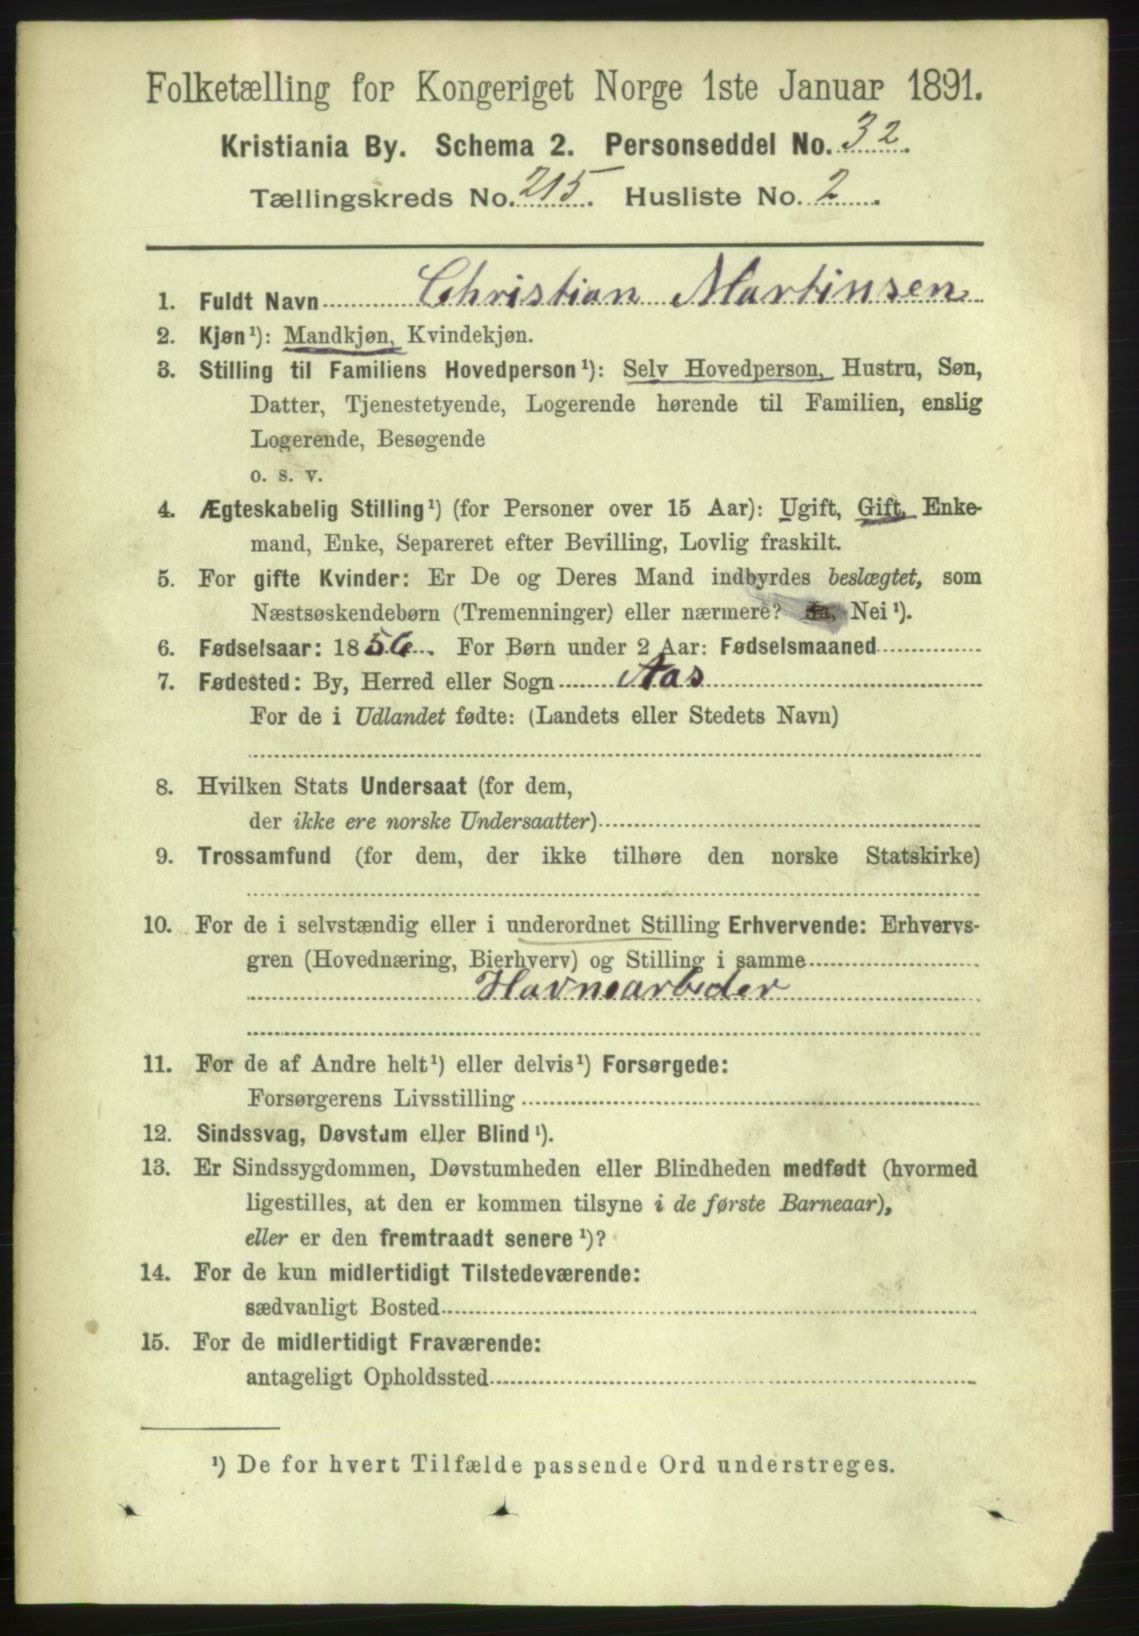 Folketælling for Kongeriget Norge 1ste Januar 1891.
Kristiania By. Schema 2. Personseddel No. 32.
Tællingskreds No. 215. Husliste No. 2.
1. Fuldt Navn Christian Martinsen
2. Kjøn¹): Mandkjøn, Kvindekjøn.
3. Stilling til Familiens Hovedperson¹): Selv Hovedperson, Hustru, Søn,
Datter, Tjenestetyende, Logerende hørende til Familien, enslig
Logerende, Besøgende
o. s. v.
4. Ægteskabelig Stilling¹) (for Personer over 15 Aar): Ugift, Gift, Enke-
mand, Enke, Separeret efter Bevilling, Lovlig fraskilt.
5. For gifte Kvinder: Er De og Deres Mand indbyrdes beslægtet, som
Næstsøskendebørn (Tremenninger) eller nærmere? Ja, Nei¹).
6. Fødselsaar: 1856. For Børn under 2 Aar: Fødselsmaaned
7. Fødested: By, Herred eller Sogn Aas
For de i Udlandet fødte: (Landets eller Stedets Navn)
8. Hvilken Stats Undersaat (for dem,
der ikke ere norske Undersaatter)
9. Trossamfund (for dem, der ikke tilhøre den norske Statskirke)
10. For de i selvstændig eller i underordnet Stilling Erhvervende: Erhvervs-
gren (Hovednæring, Bierhverv) og Stilling i samme
Havnearbeder
11. For de af Andre helt¹) eller delvis¹) Forsørgede:
Forsørgerens Livsstilling
12. Sindssvag, Døvstum eller Blind¹).
13. Er Sindssygdommen, Døvstumheden eller Blindheden medfødt (hvormed
ligestilles, at den er kommen tilsyne i de første Barneaar),
eller er den fremtraadt senere¹)?
14. For de kun midlertidigt Tilstedeværende:
sædvanligt Bosted
15. For de midlertidigt Fraværende:
antageligt Opholdssted
¹) De for hvert Tilfælde passende Ord understreges.